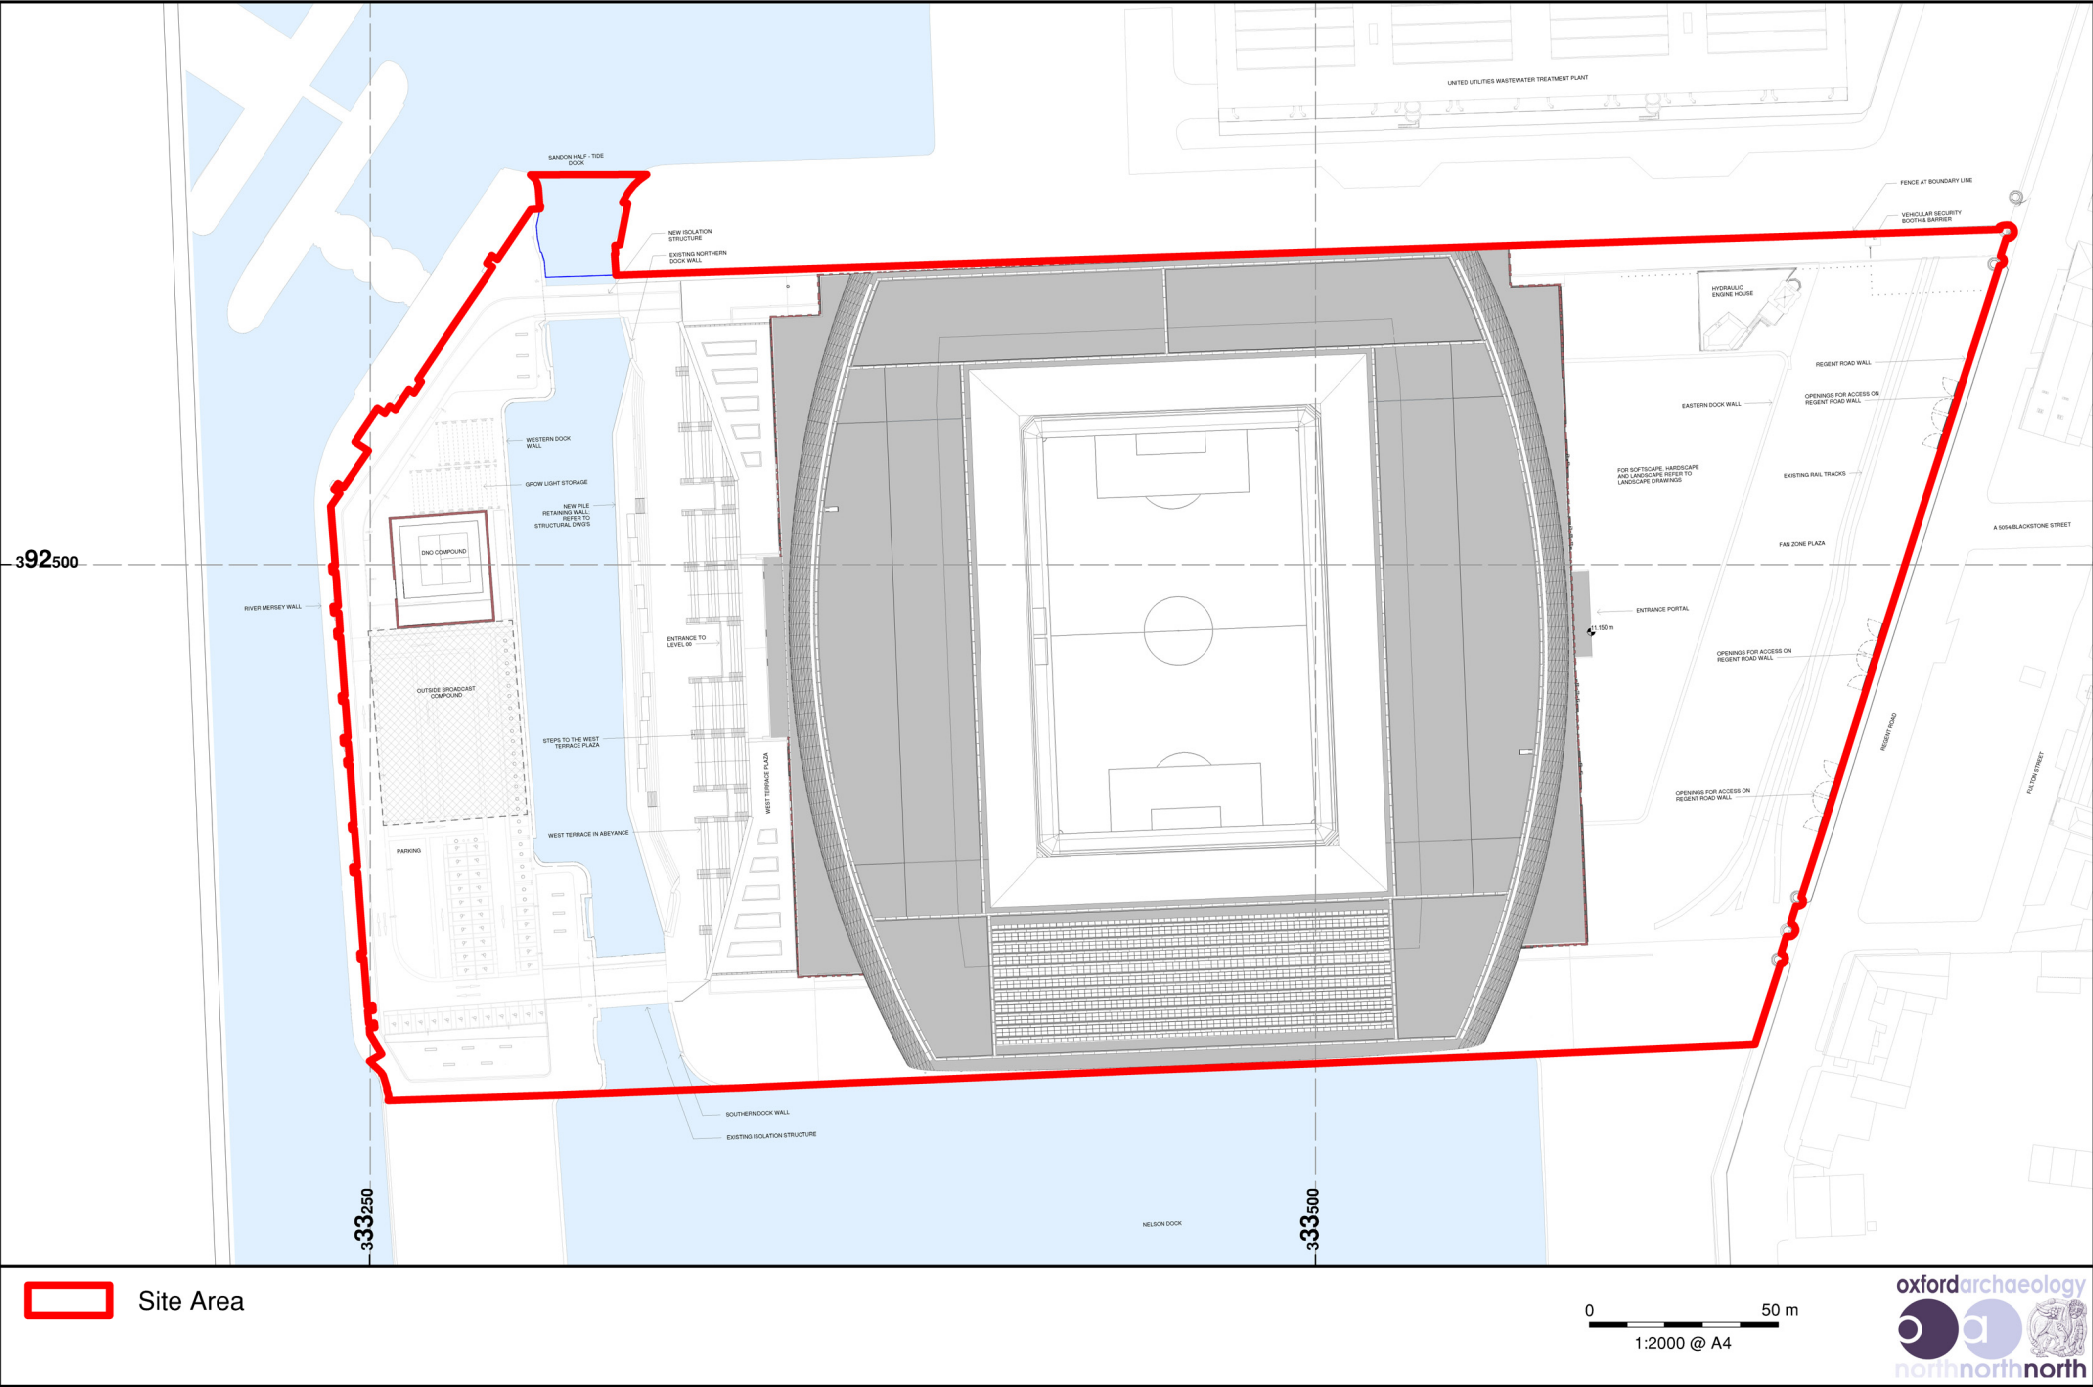 UNITED UTILITIES WASTEWATER TREATMENT PLANT
SANDON HALF - TIDE
DOCK
FENCE AT BOUNDARY LINE
VEHICULAR SECURITY
BOOTH & BARRIER
NEW ISOLATION
STRUCTURE
EXISTING NORTHERN
DOCK WALL
HYDRAULIC
ENGINE HOUSE
REGENT ROAD WALL
OPENINGS FOR ACCESS ON
REGENT ROAD WALL
EASTERN DOCK WALL
WESTERN DOCK
WALL
FOR SOFTSCAPE, HARDSCAPE
AND LANDSCAPE REFER TO
LANDSCAPE DRAWINGS
EXISTING RAIL TRACKS
GROW LIGHT STORAGE
NEW PILE
RETAINING WALL:
REFER TO
STRUCTURAL DWGS
A 5054 BLACKSTONE STREET
FAN ZONE PLAZA
DNO COMPOUND
392500
RIVER MERSEY WALL
ENTRANCE PORTAL
11.150 m
ENTRANCE TO
LEVEL 00
OPENINGS FOR ACCESS ON
REGENT ROAD WALL
OUTSIDE BROADCAST
COMPOUND
REGENT ROAD
STEPS TO THE WEST
TERRACE PLAZA
WEST TERRACE PLAZA
FULTON STREET
OPENINGS FOR ACCESS ON
REGENT ROAD WALL
WEST TERRACE IN ABEYANCE
PARKING
SOUTHERN DOCK WALL
EXISTING ISOLATION STRUCTURE
NELSON DOCK
333250
333500
Site Area
0 50 m
1:2000 @ A4
oxfordarchaeology
o a
northnorthnorth